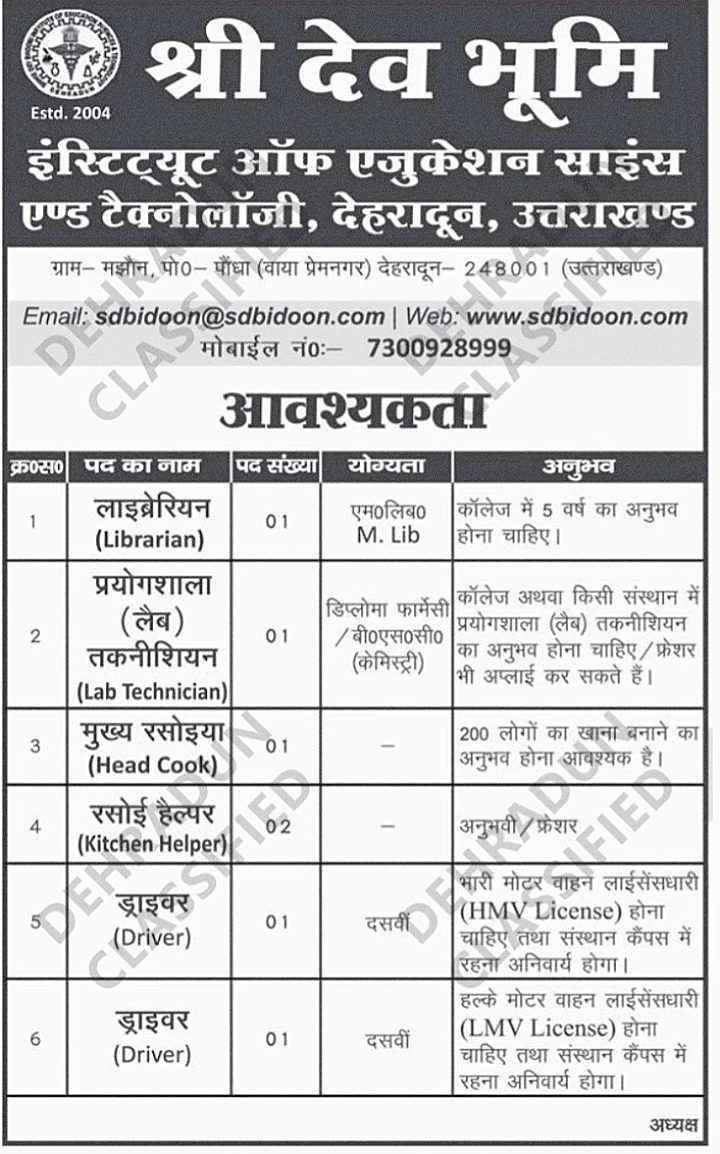 Estd. 2004
श्री देव भूमि
इंस्टिट्यूट ऑफ एजुकेशन साइंस
एण्ड टैक्नोलॉजी, देहरादून, उत्तराखण्ड
ग्राम– मझौन, पो0– पौंधा (वाया प्रेमनगर) देहरादून– 248001 (उत्तराखण्ड)
Email: sdbidoon@sdbidoon.com | Web: www.sdbidoon.com
मोबाईल नं0:– 7300928999
आवश्यकता
क्र0स0 पद का नाम पद संख्या योग्यता अनुभव
1
लाइब्रेरियन
(Librarian)
01
एम0लिब0
M. Lib
कॉलेज में 5 वर्ष का अनुभव
होना चाहिए।
2
प्रयोगशाला
(लैब)
तकनीशियन
(Lab Technician)
01
डिप्लोमा फार्मेसी
/बी0एस0सी0
(केमिस्ट्री)
कॉलेज अथवा किसी संस्थान में
प्रयोगशाला (लैब) तकनीशियन
का अनुभव होना चाहिए/फ्रेशर
भी अप्लाई कर सकते हैं।
3
मुख्य रसोइया
(Head Cook)
01
–
200 लोगों का खाना बनाने का
अनुभव होना आवश्यक है।
4
रसोई हैल्पर
(Kitchen Helper)
02
–
अनुभवी/फ्रेशर
5
ड्राइवर
(Driver)
01
दसवीं
भारी मोटर वाहन लाईसेंसधारी
(HMV License) होना
चाहिए तथा संस्थान कैंपस में
रहना अनिवार्य होगा।
6
ड्राइवर
(Driver)
01
दसवीं
हल्के मोटर वाहन लाईसेंसधारी
(LMV License) होना
चाहिए तथा संस्थान कैंपस में
रहना अनिवार्य होगा।
अध्यक्ष
DEHRADUN
CLASSIFIED
DEHRADUN
CLASSIFIED
DEHRADUN
CLASSIFIED
DEHRADUN
CLASSIFIED